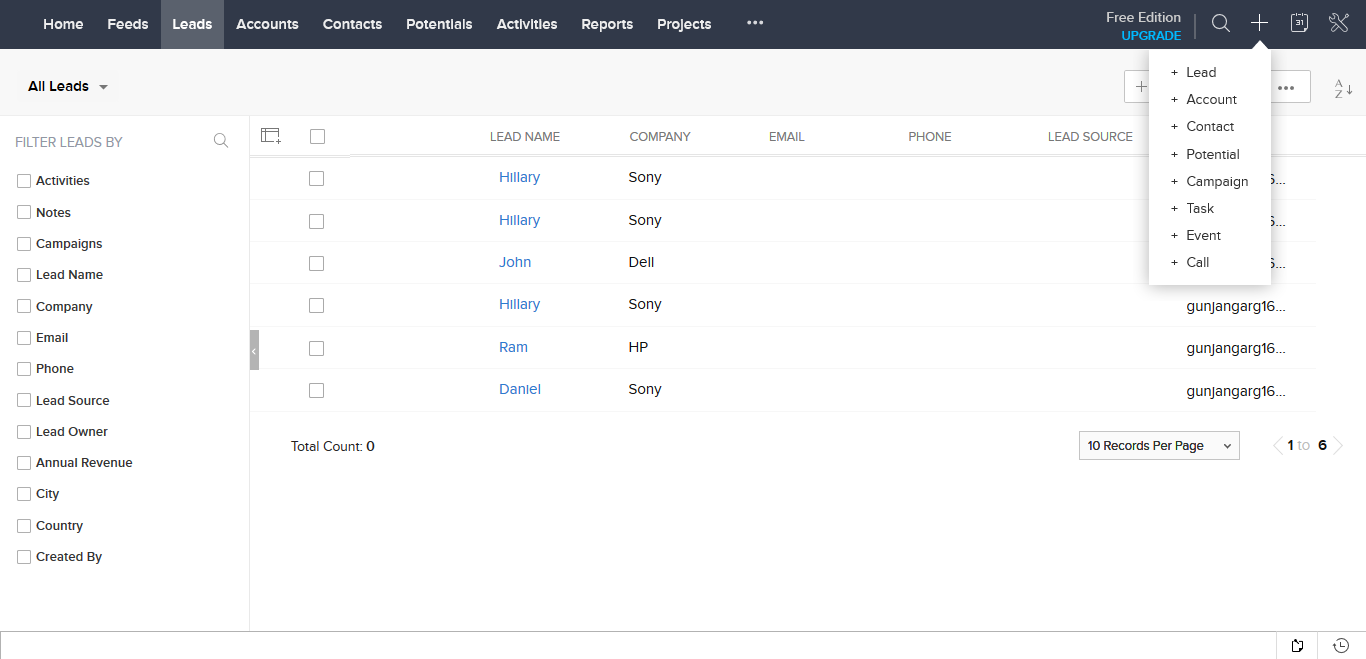 Home Feeds Leads Accounts Contacts Potentials Activities Reports Projects ••• Free Edition
UPGRADE
31
All Leads
+ Lead
+ Account
+ Contact
+ Potential
+ Campaign
+ Task
+ Event
+ Call
+ •••
A
Z
FILTER LEADS BY
Activities
Notes
Campaigns
Lead Name
Company
Email
Phone
Lead Source
Lead Owner
Annual Revenue
City
Country
Created By
LEAD NAME COMPANY EMAIL PHONE LEAD SOURCE
Hillary Sony 6...
Hillary Sony 6...
John Dell 6...
Hillary Sony gunjangarg16...
Ram HP gunjangarg16...
Daniel Sony gunjangarg16...
Total Count: 0 10 Records Per Page 1 to 6